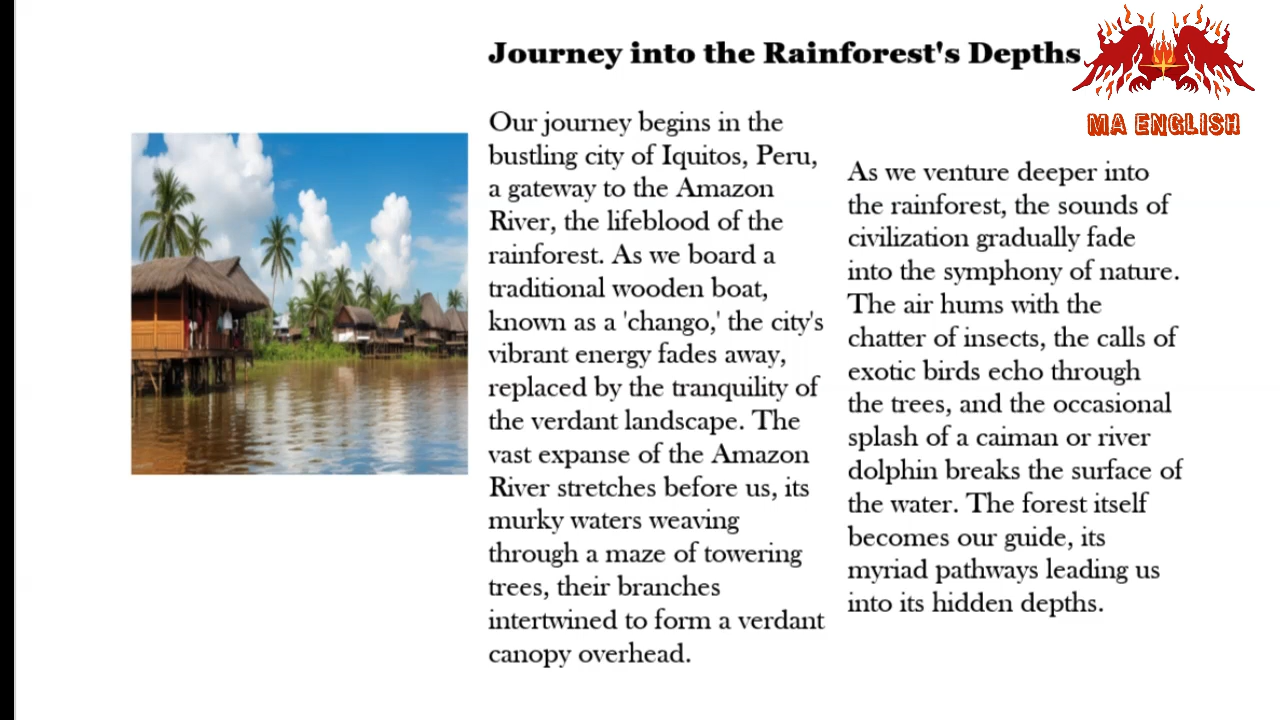 Journey into the Rainforest's Depths
MA ENGLISH
Our journey begins in the
bustling city of Iquitos, Peru,
a gateway to the Amazon
River, the lifeblood of the
rainforest. As we board a
traditional wooden boat,
known as a 'chango,' the city's
vibrant energy fades away,
replaced by the tranquility of
the verdant landscape. The
vast expanse of the Amazon
River stretches before us, its
murky waters weaving
through a maze of towering
trees, their branches
intertwined to form a verdant
canopy overhead.
As we venture deeper into
the rainforest, the sounds of
civilization gradually fade
into the symphony of nature.
The air hums with the
chatter of insects, the calls of
exotic birds echo through
the trees, and the occasional
splash of a caiman or river
dolphin breaks the surface of
the water. The forest itself
becomes our guide, its
myriad pathways leading us
into its hidden depths.